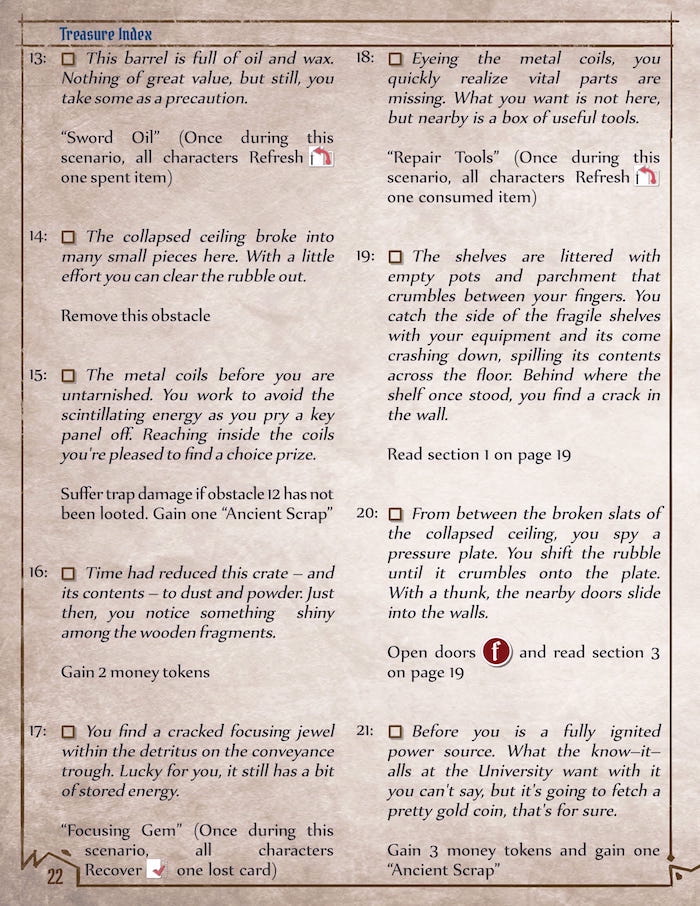 Treasure Index
13: This barrel is full of oil and wax.
Nothing of great value, but still, you
take some as a precaution.
“Sword Oil” (Once during this
scenario, all characters Refresh
one spent item)
14: The collapsed ceiling broke into
many small pieces here. With a little
effort you can clear the rubble out.
Remove this obstacle
15: The metal coils before you are
untarnished. You work to avoid the
scintillating energy as you pry a key
panel off. Reaching inside the coils
you're pleased to find a choice prize.
Suffer trap damage if obstacle 12 has not
been looted. Gain one “Ancient Scrap”
16: Time had reduced this crate – and
its contents – to dust and powder. Just
then, you notice something shiny
among the wooden fragments.
Gain 2 money tokens
17: You find a cracked focusing jewel
within the detritus on the conveyance
trough. Lucky for you, it still has a bit
of stored energy.
“Focusing Gem” (Once during this
scenario, all characters
Recover one lost card)
22
18: Eyeing the metal coils, you
quickly realize vital parts are
missing. What you want is not here,
but nearby is a box of useful tools.
“Repair Tools” (Once during this
scenario, all characters Refresh
one consumed item)
19: The shelves are littered with
empty pots and parchment that
crumbles between your fingers. You
catch the side of the fragile shelves
with your equipment and its come
crashing down, spilling its contents
across the floor. Behind where the
shelf once stood, you find a crack in
the wall.
Read section 1 on page 19
20: From between the broken slats of
the collapsed ceiling, you spy a
pressure plate. You shift the rubble
until it crumbles onto the plate.
With a thunk, the nearby doors slide
into the walls.
Open doors f and read section 3
on page 19
21: Before you is a fully ignited
power source. What the know–it–
alls at the University want with it
you can't say, but it's going to fetch a
pretty gold coin, that's for sure.
Gain 3 money tokens and gain one
“Ancient Scrap”